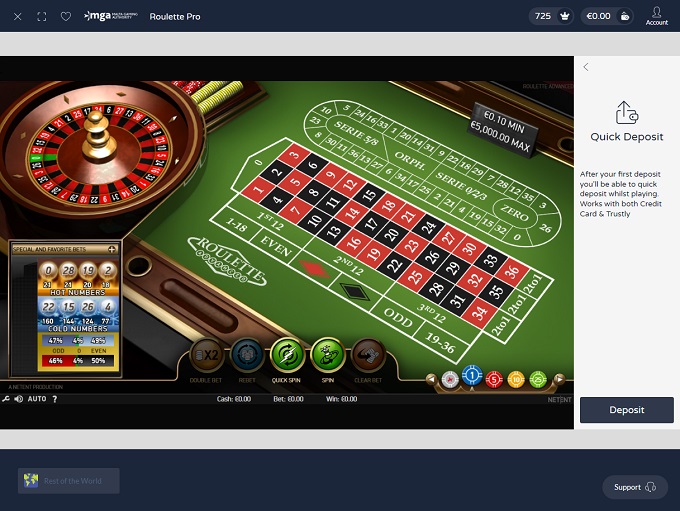 mga MALTA GAMING AUTHORITY
Roulette Pro
725
€0.00
Account
ROULETTE ADVANCED
€0,10 MIN
€5,000.00 MAX
Quick Deposit
After your first deposit
you'll be able to quick
deposit whilst playing.
Works with both Credit
Card & Trustly
Deposit
SERIE 5/8
ORPH.
SERIE 0/2/3
ZERO
0
3 6 9 12 15 18 21 24 27 30 33 36
2 5 8 11 14 17 20 23 26 29 32 35
1 4 7 10 13 16 19 22 25 28 31 34
2to1
2to1
2to1
1ST 12
2ND 12
3RD 12
1-18
EVEN
ODD
19-36
ROULETTE
SPECIAL AND FAVORITE BETS
0 28 19 2
21 21 20 18
HOT NUMBERS
22 15 26 4
160 144 124 77
COLD NUMBERS
47% 4% 49%
ODD 0 EVEN
46% 4% 50%
X2
DOUBLE BET
REBET
QUICK SPIN
SPIN
CLEAR BET
1 5 10 25
A NETENT PRODUCTION
AUTO ?
Cash: €0.00
Bet: €0.00
Win: €0.00
NETENT
Rest of the World
Support